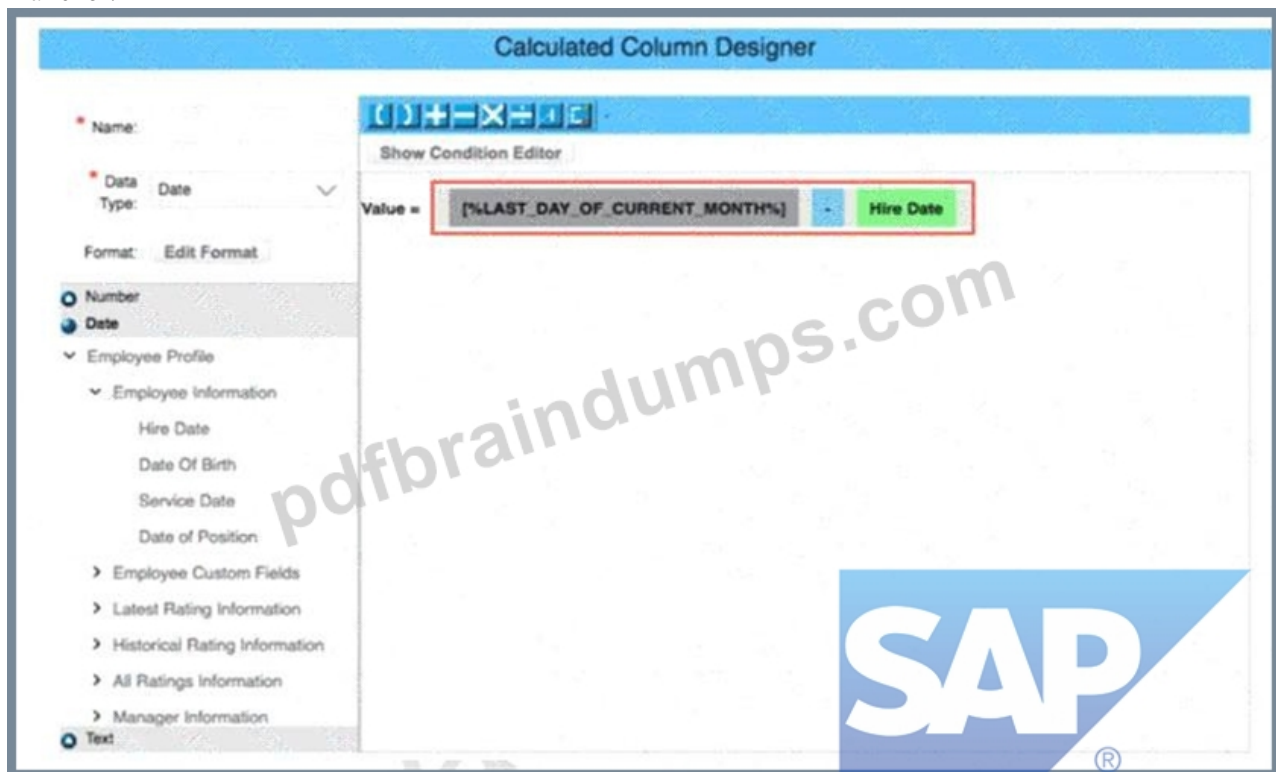 Calculated Column Designer
* Name:
* Data Type:
Date
Format:
Edit Format
Number
Date
Employee Profile
Employee Information
Hire Date
Date Of Birth
Service Date
Date of Position
Employee Custom Fields
Latest Rating Information
Historical Rating Information
All Ratings Information
Manager Information
Text
( ) + - × ÷
Show Condition Editor
Value = [%LAST_DAY_OF_CURRENT_MONTH%] - Hire Date
pdfbraindumps.com
SAP
®